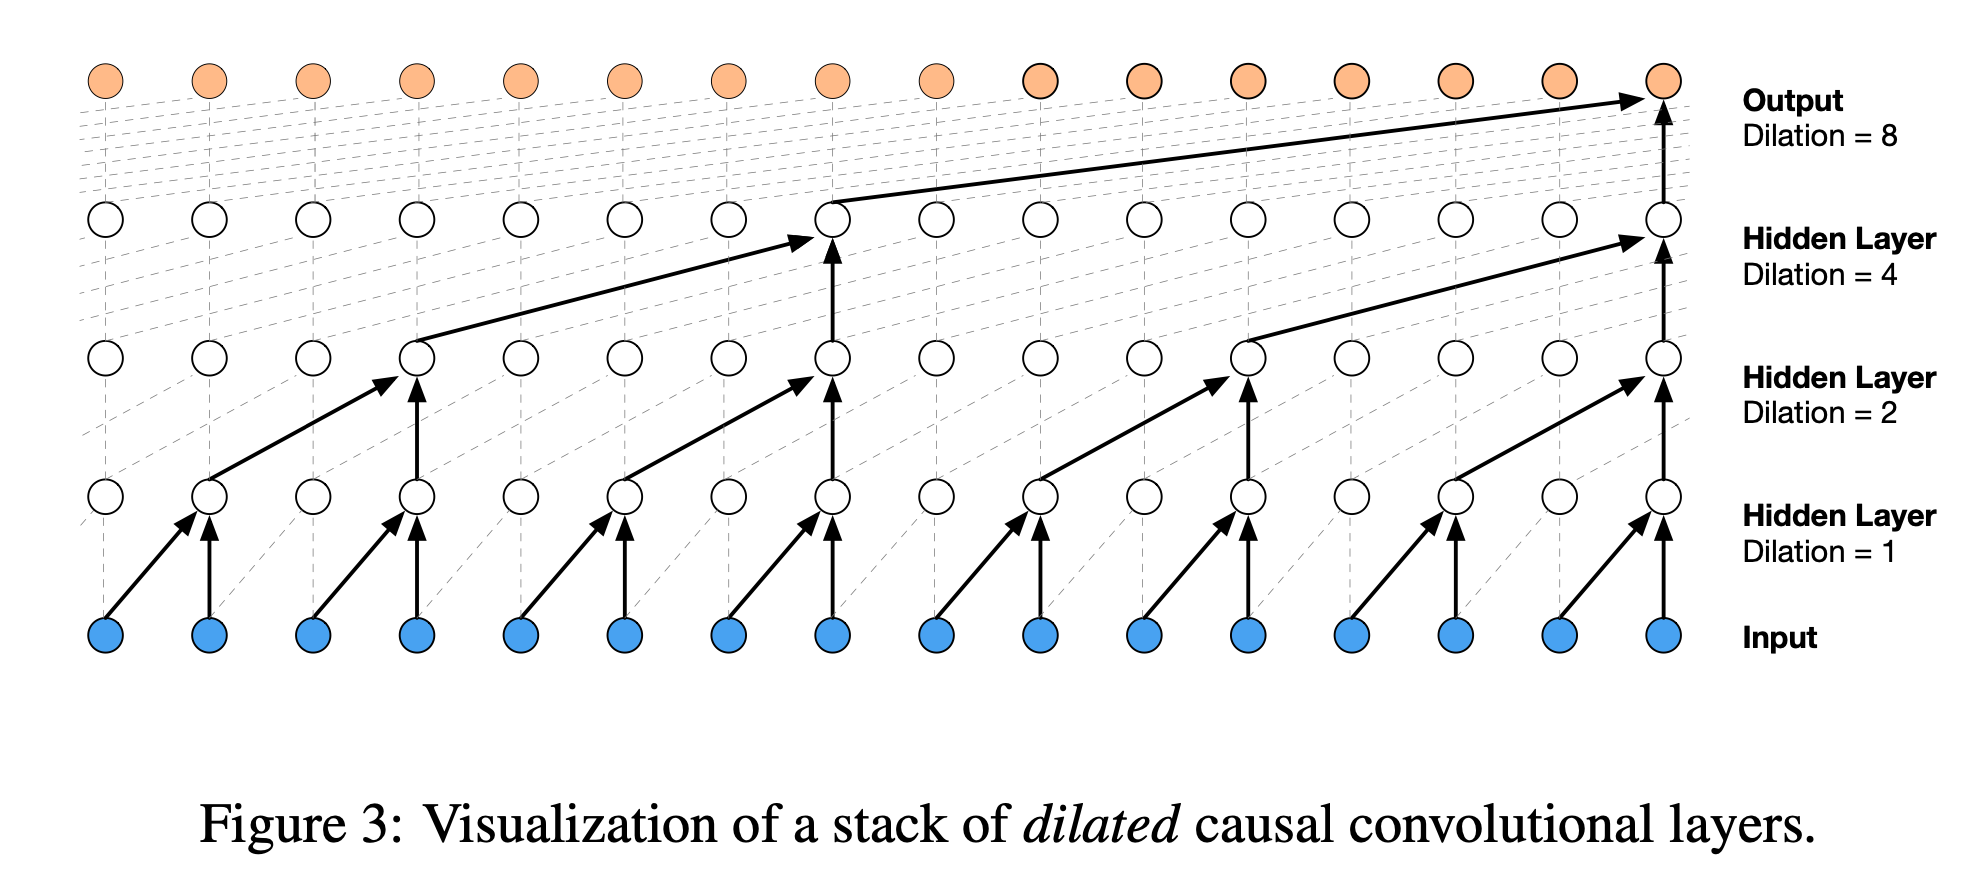 Output
Dilation = 8
Hidden Layer
Dilation = 4
Hidden Layer
Dilation = 2
Hidden Layer
Dilation = 1
Input
Figure 3: Visualization of a stack of dilated causal convolutional layers.